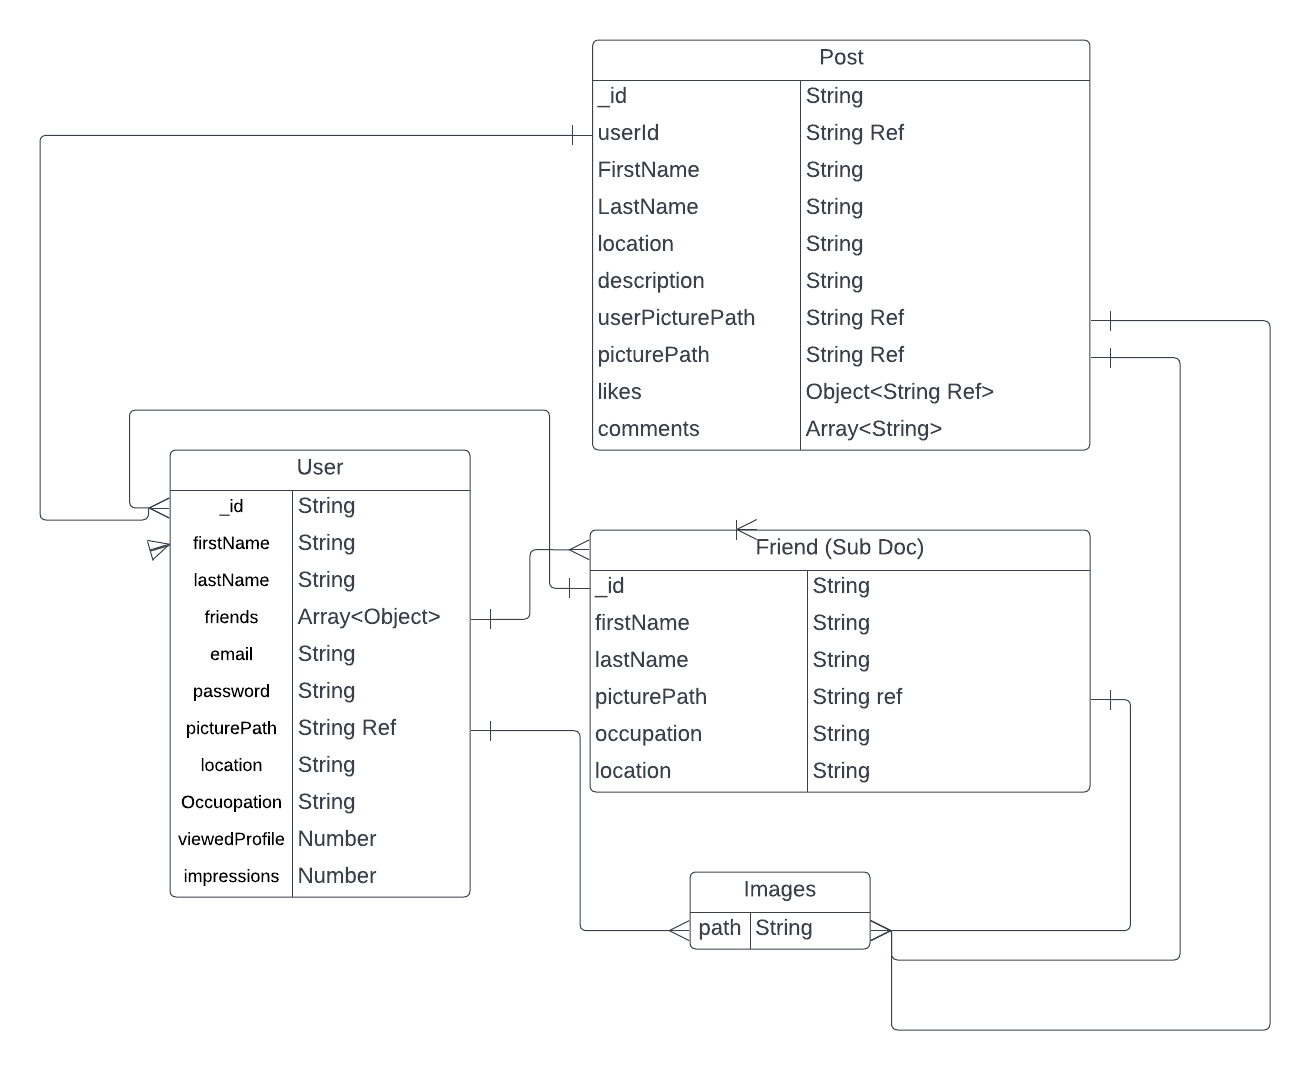 Post
_id String
userId String Ref
FirstName String
LastName String
location String
description String
userPicturePath String Ref
picturePath String Ref
likes Object<String Ref>
comments Array<String>
User
_id String
firstName String
lastName String
friends Array<Object>
email String
password String
picturePath String Ref
location String
Occuopation String
viewedProfile Number
impressions Number
Friend (Sub Doc)
_id String
firstName String
lastName String
picturePath String ref
occupation String
location String
Images
path String